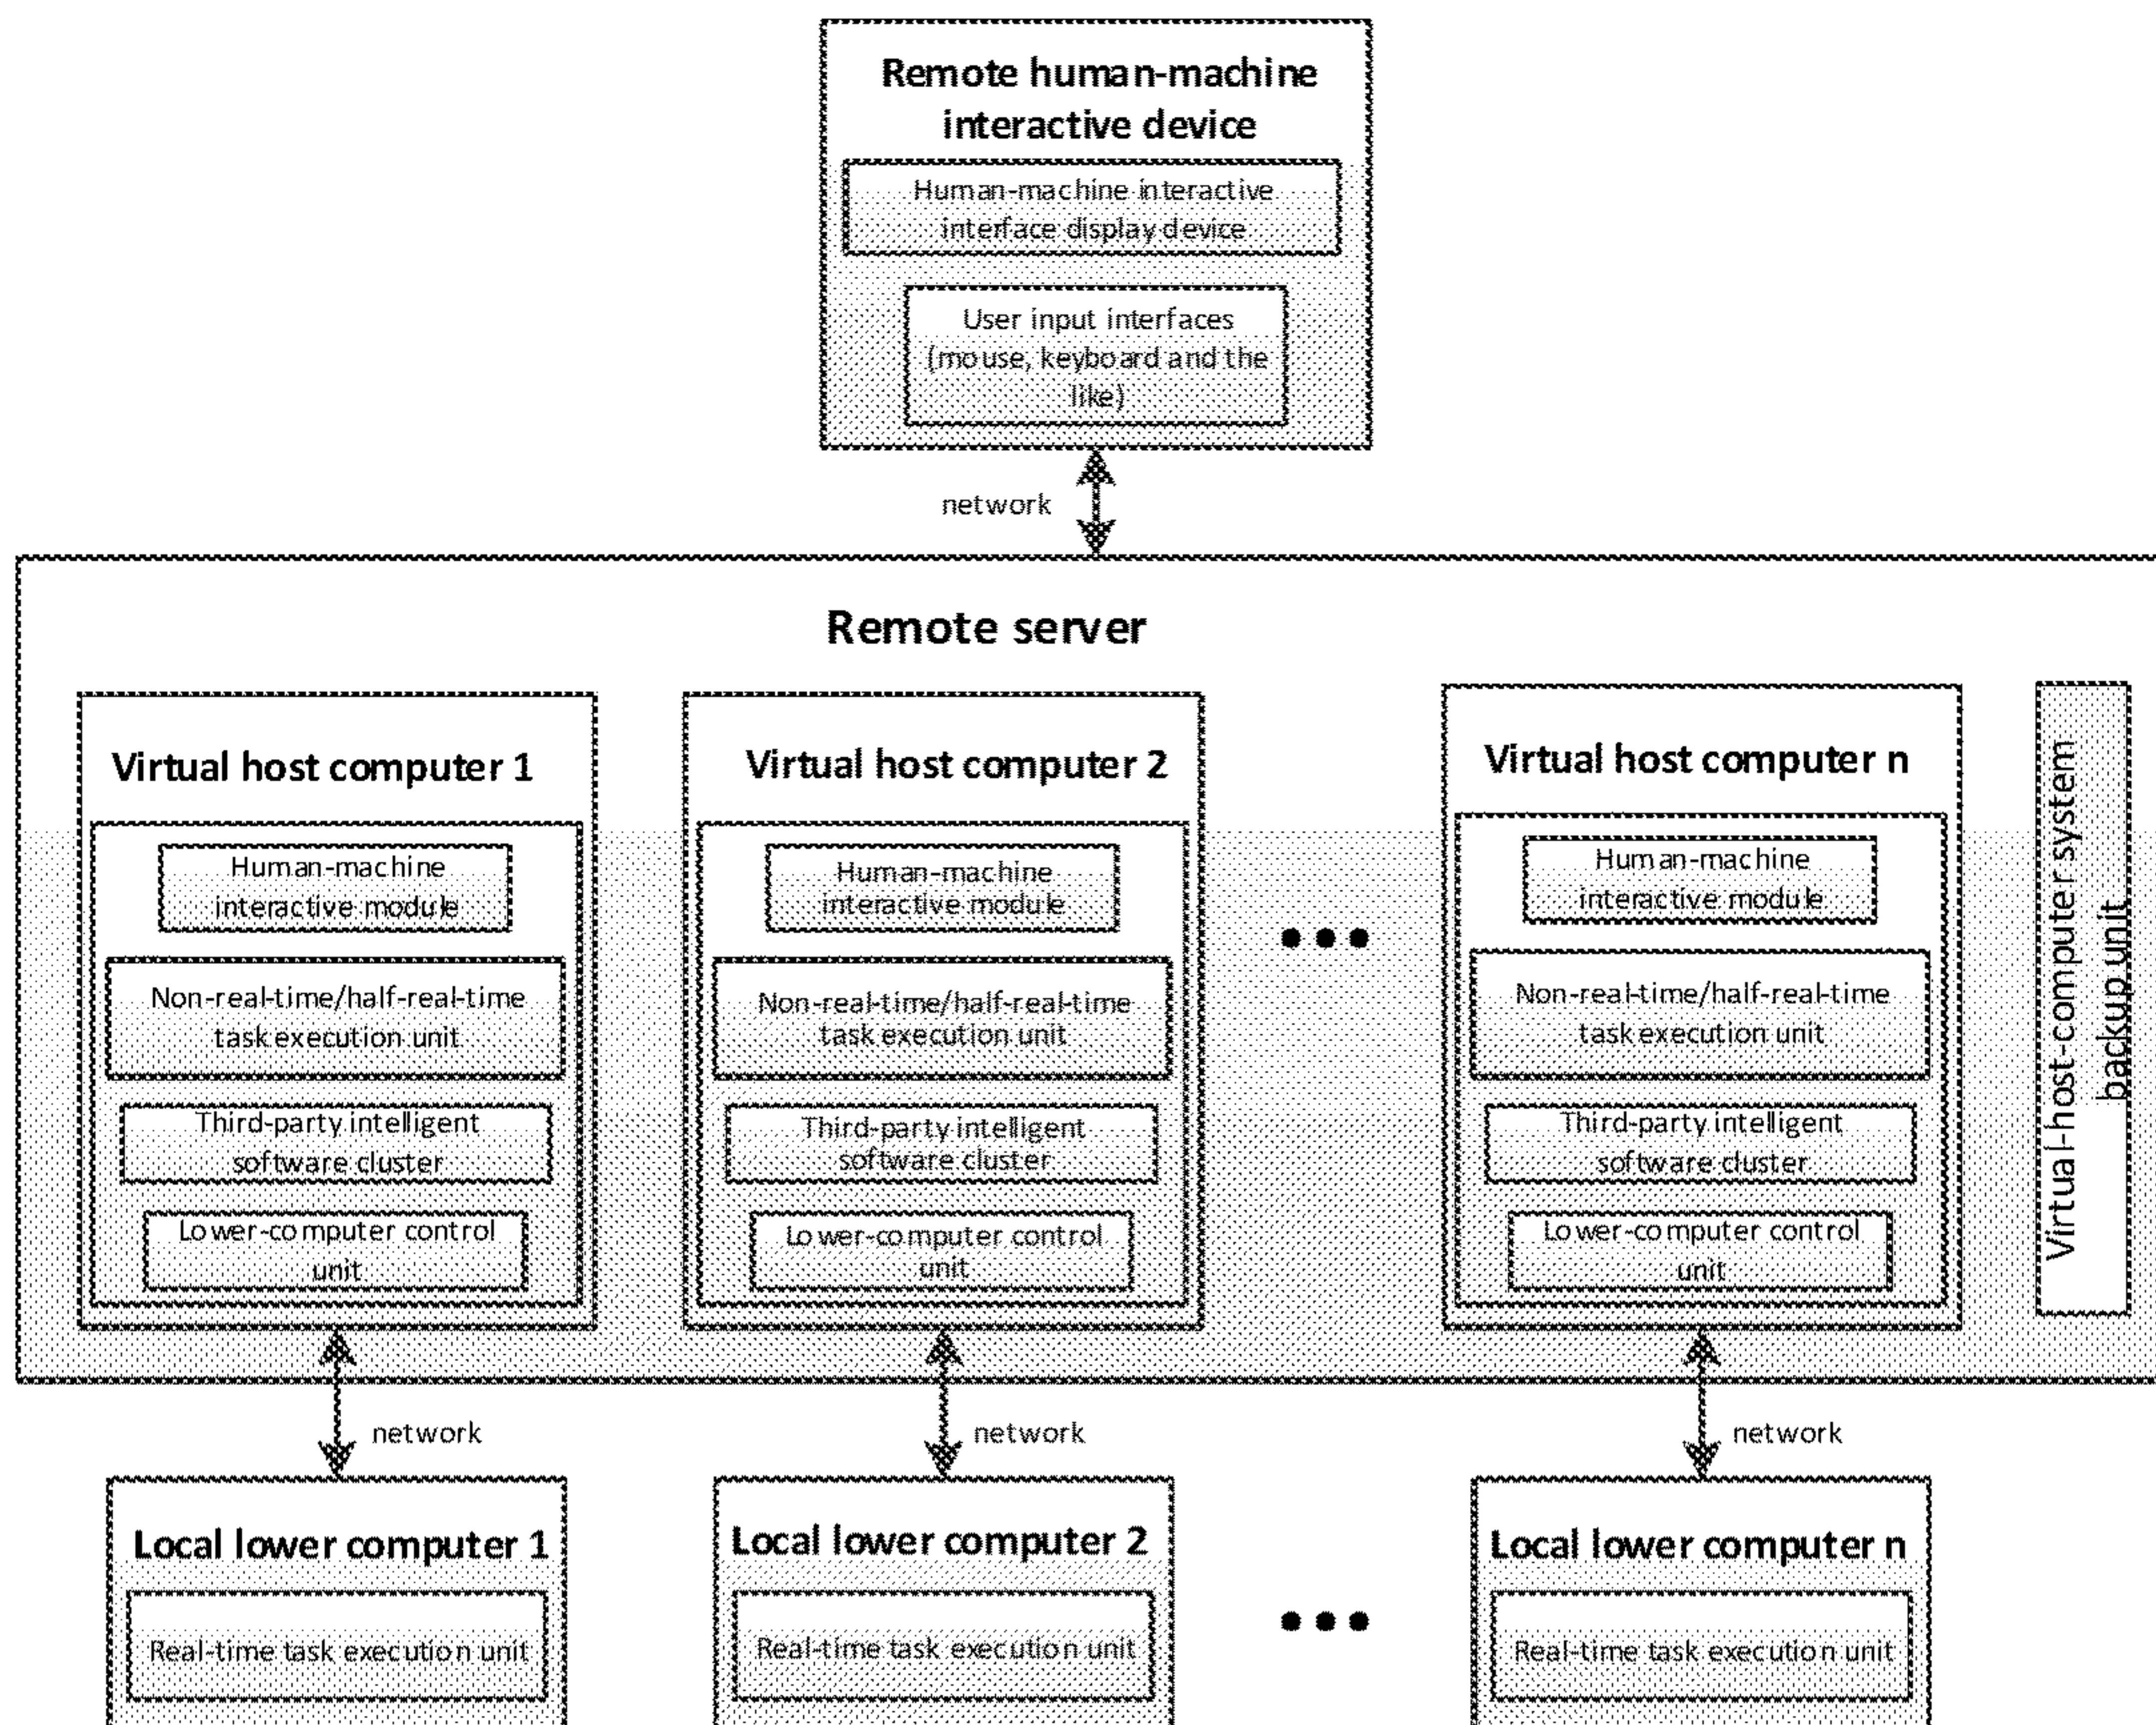 Remote human-machine
interactive device
Human-machine interactive
interface display device
User input interfaces
(mouse, keyboard and the
like)
network
Remote server
Virtual host computer 1
Human-machine
interactive module
Non-real-time/half-real-time
task execution unit
Third-party intelligent
software cluster
Lower-computer control
unit
Virtual host computer 2
Human-machine
interactive module
Non-real-time/half-real-time
task execution unit
Third-party intelligent
software cluster
Lower-computer control
unit
Virtual host computer n
Human-machine
interactive module
Non-real-time/half-real-time
task execution unit
Third-party intelligent
software cluster
Lower-computer control
unit
Virtual-host-computer system
backup unit
network
network
network
Local lower computer 1
Real-time task execution unit
Local lower computer 2
Real-time task execution unit
Local lower computer n
Real-time task execution unit